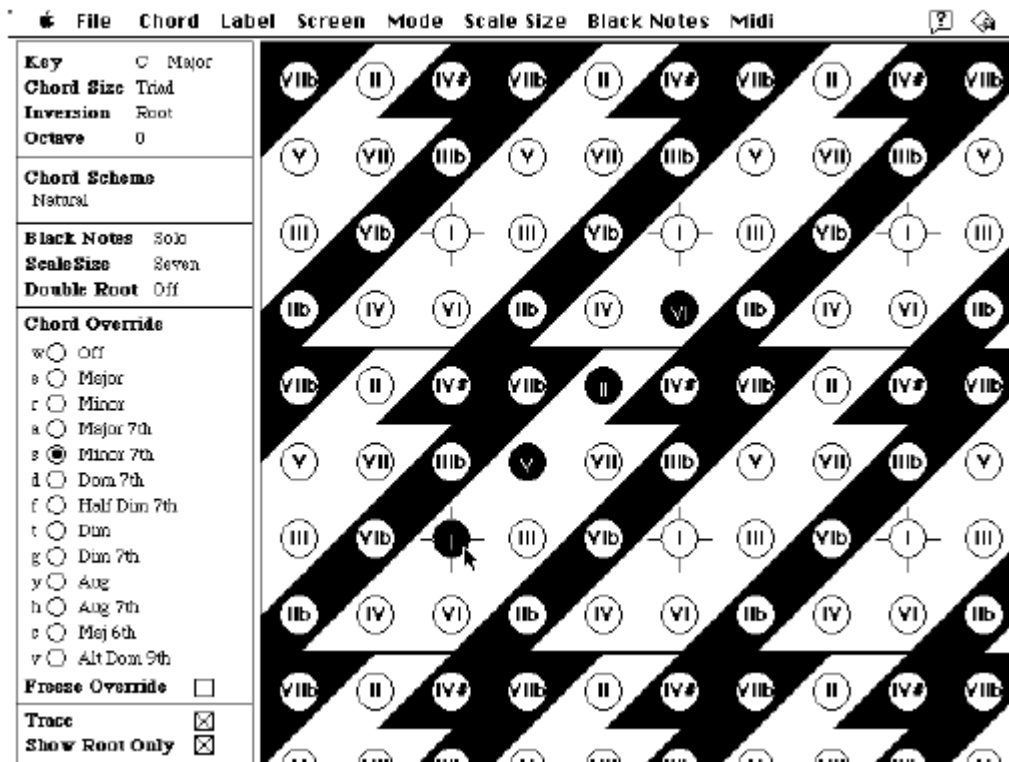 File Chord Label Screen Mode Scale Size Black Notes Midi
Key C Major
Chord Size Triad
Inversion Root
Octave 0
Chord Scheme
Natural
Black Notes Solo
ScaleSize Seven
Double Root Off
Chord Override
w Off
e Major
r Minor
a Major 7th
s Minor 7th
d Dom 7th
f Half Dim 7th
t Dim
g Dim 7th
y Aug
h Aug 7th
c Maj 6th
v Alt Dom 9th
Freeze Override
Trace
Show Root Only
VIIb II IV# VIIb II IV# VIIb II IV# VIIb
V VII IIIb V VII IIIb V VII IIIb V
III VIb I III VIb I III VIb I III
IIb IV VI IIb IV VI IIb IV VI IIb
VIIb II IV# VIIb II IV# VIIb II IV# VIIb
V VII IIIb V VII IIIb V VII IIIb V
III VIb I III VIb I III VIb I III
IIb IV VI IIb IV VI IIb IV VI IIb
VIIb II IV# VIIb II IV# VIIb II IV# VIIb